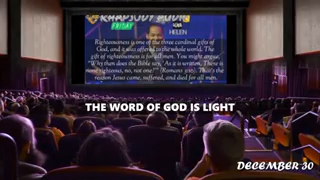 RHAPSODY AUDIO
FRIDAY
HELEN
Righteousness is one of the three cardinal gifts of
God, and it was offered to the whole world. The
gift of righteousness is for all men. You might argue,
"Why then does the Bible say, 'As it is written, There is
none righteous, no, not one:'" (Romans 3:10). That's the
reason Jesus came, suffered, and died for all men.
THE WORD OF GOD IS LIGHT
DECEMBER 30